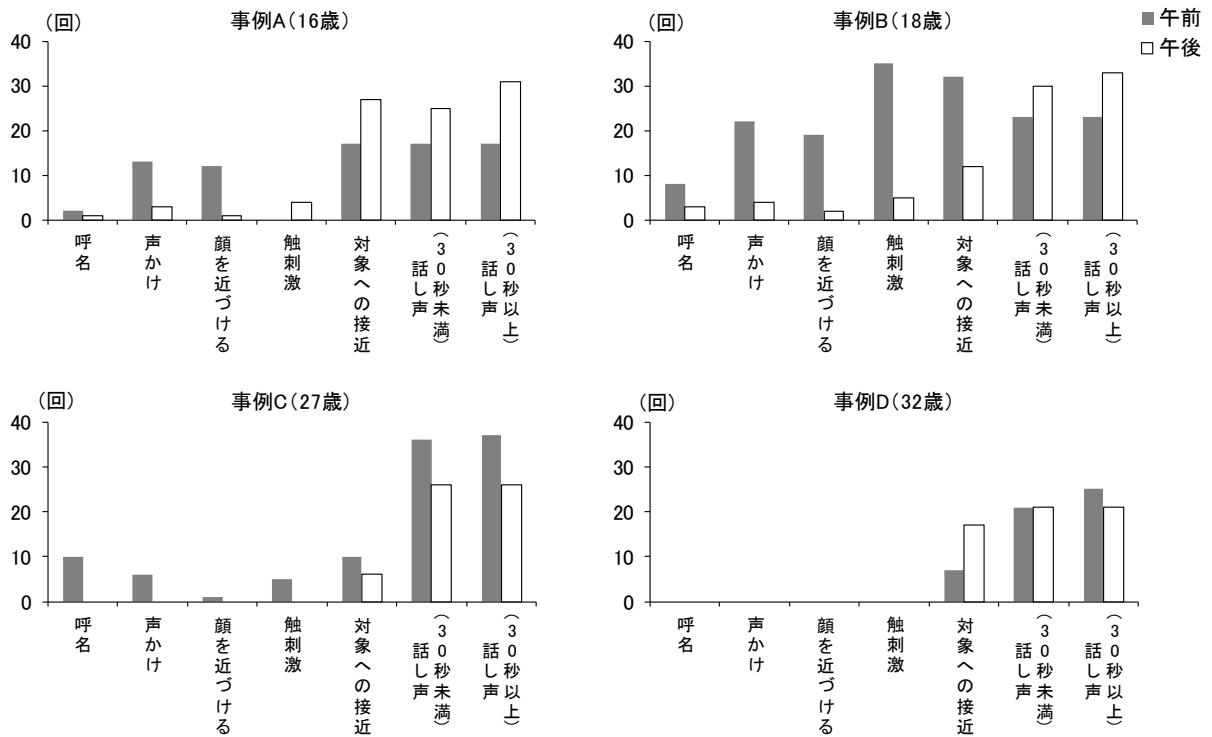 事例A(16歳)
(回)
40
30
20
10
0
呼名
声かけ
顔を近づける
触刺激
対象への接近
話し声
(30秒未満)
話し声
(30秒以上)
事例B(18歳)
(回)
40
30
20
10
0
呼名
声かけ
顔を近づける
触刺激
対象への接近
話し声
(30秒未満)
話し声
(30秒以上)
午前
午後
事例C(27歳)
(回)
40
30
20
10
0
呼名
声かけ
顔を近づける
触刺激
対象への接近
話し声
(30秒未満)
話し声
(30秒以上)
事例D(32歳)
(回)
40
30
20
10
0
呼名
声かけ
顔を近づける
触刺激
対象への接近
話し声
(30秒未満)
話し声
(30秒以上)